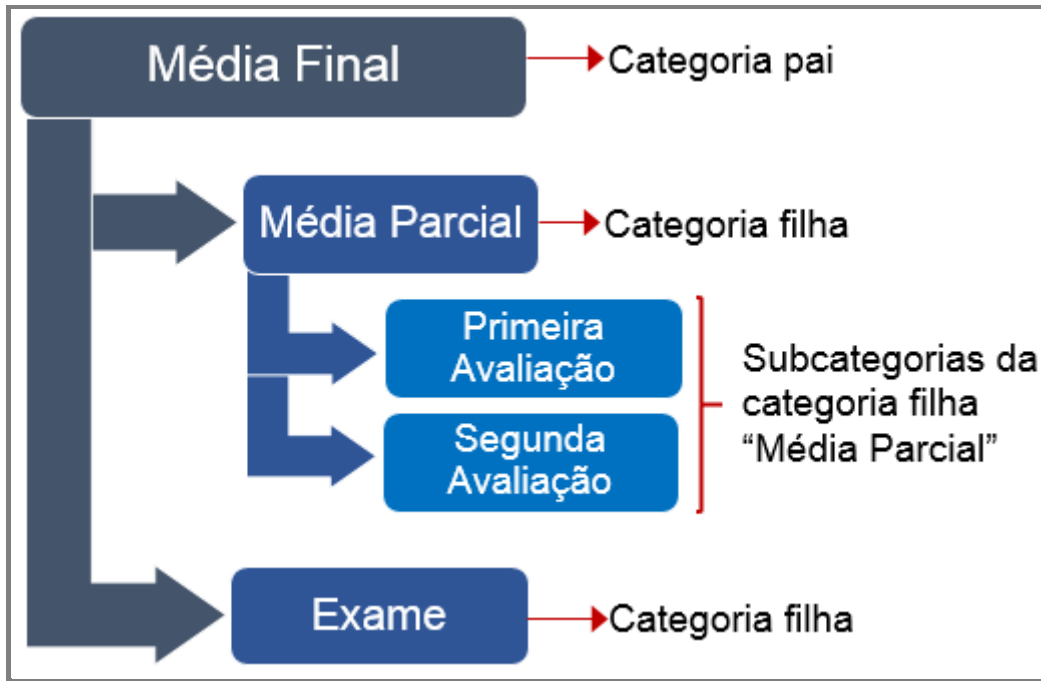 Média Final
Categoria pai
Média Parcial
Categoria filha
Primeira
Avaliação
Segunda
Avaliação
Subcategorias da
categoria filha
“Média Parcial”
Exame
Categoria filha